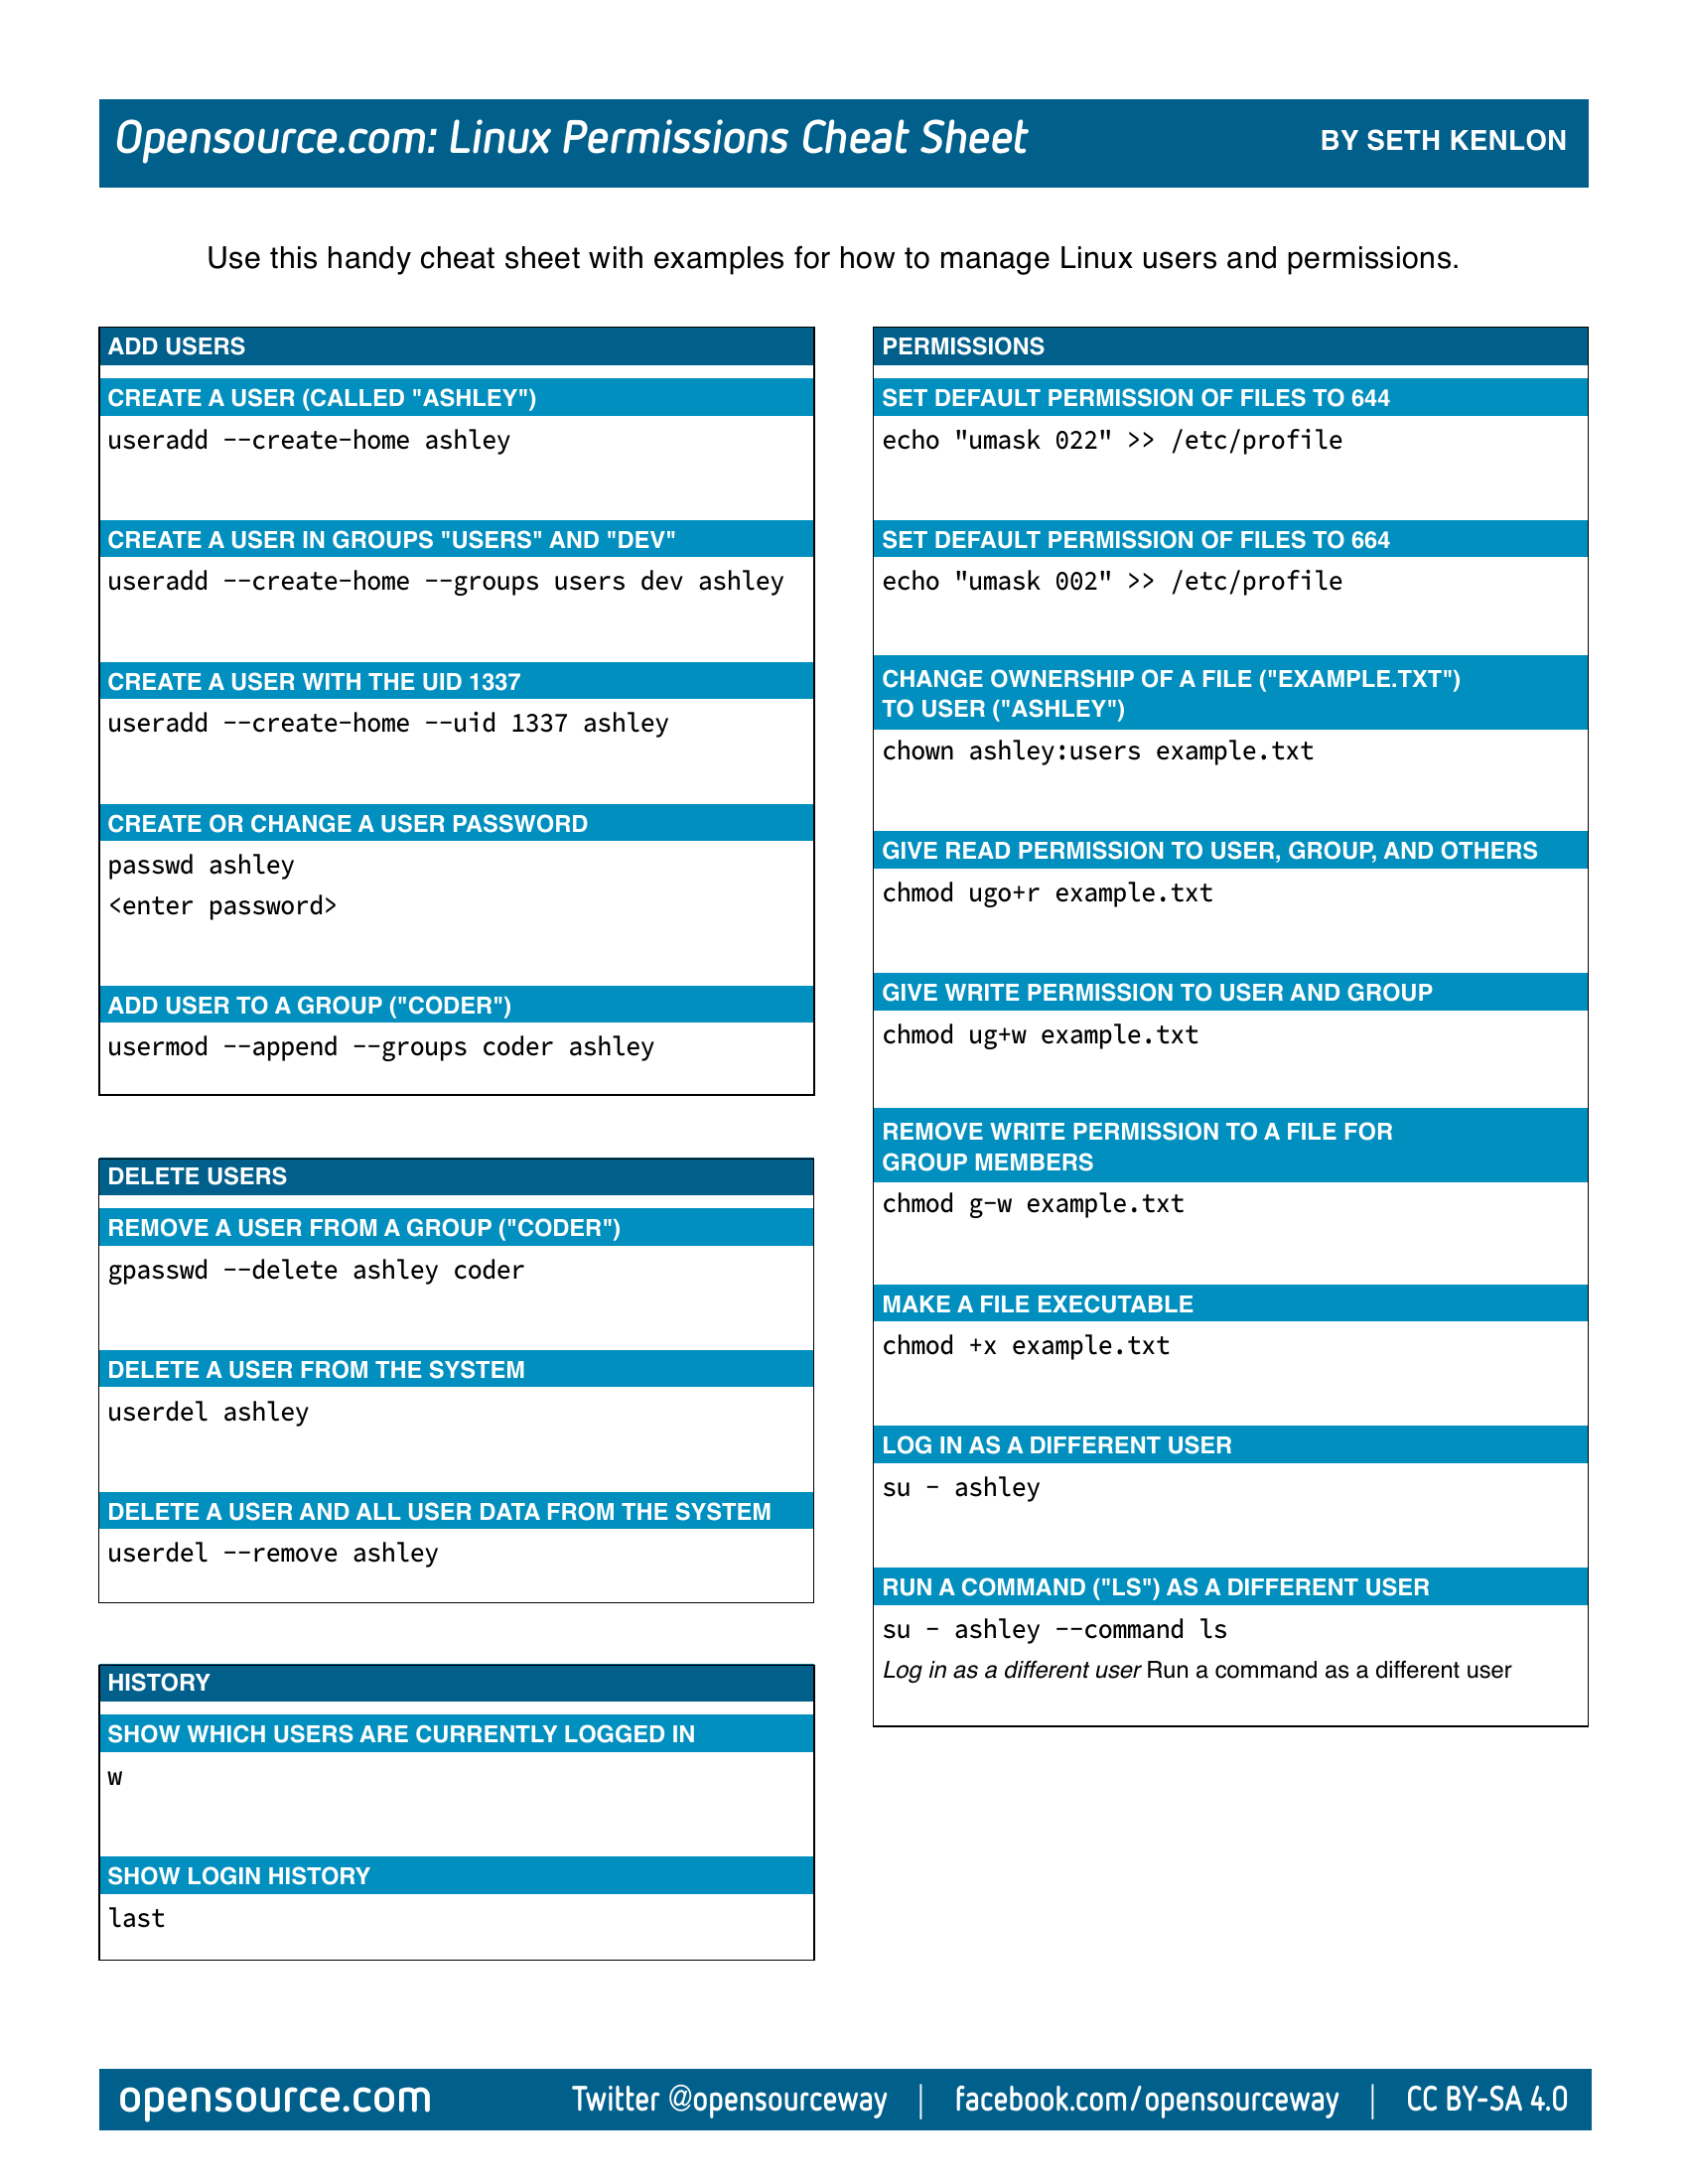 Opensource.com: Linux Permissions Cheat Sheet
BY SETH KENLON
Use this handy cheat sheet with examples for how to manage Linux users and permissions.
ADD USERS
CREATE A USER (CALLED "ASHLEY")
useradd --create-home ashley
CREATE A USER IN GROUPS "USERS" AND "DEV"
useradd --create-home --groups users dev ashley
CREATE A USER WITH THE UID 1337
useradd --create-home --uid 1337 ashley
CREATE OR CHANGE A USER PASSWORD
passwd ashley
<enter password>
ADD USER TO A GROUP ("CODER")
usermod --append --groups coder ashley
DELETE USERS
REMOVE A USER FROM A GROUP ("CODER")
gpasswd --delete ashley coder
DELETE A USER FROM THE SYSTEM
userdel ashley
DELETE A USER AND ALL USER DATA FROM THE SYSTEM
userdel --remove ashley
HISTORY
SHOW WHICH USERS ARE CURRENTLY LOGGED IN
w
SHOW LOGIN HISTORY
last
PERMISSIONS
SET DEFAULT PERMISSION OF FILES TO 644
echo "umask 022" >> /etc/profile
SET DEFAULT PERMISSION OF FILES TO 664
echo "umask 002" >> /etc/profile
CHANGE OWNERSHIP OF A FILE ("EXAMPLE.TXT")
TO USER ("ASHLEY")
chown ashley:users example.txt
GIVE READ PERMISSION TO USER, GROUP, AND OTHERS
chmod ugo+r example.txt
GIVE WRITE PERMISSION TO USER AND GROUP
chmod ug+w example.txt
REMOVE WRITE PERMISSION TO A FILE FOR
GROUP MEMBERS
chmod g-w example.txt
MAKE A FILE EXECUTABLE
chmod +x example.txt
LOG IN AS A DIFFERENT USER
su - ashley
RUN A COMMAND ("LS") AS A DIFFERENT USER
su - ashley --command ls
Log in as a different user Run a command as a different user
opensource.com
Twitter @opensourceway | facebook.com/opensourceway | CC BY-SA 4.0